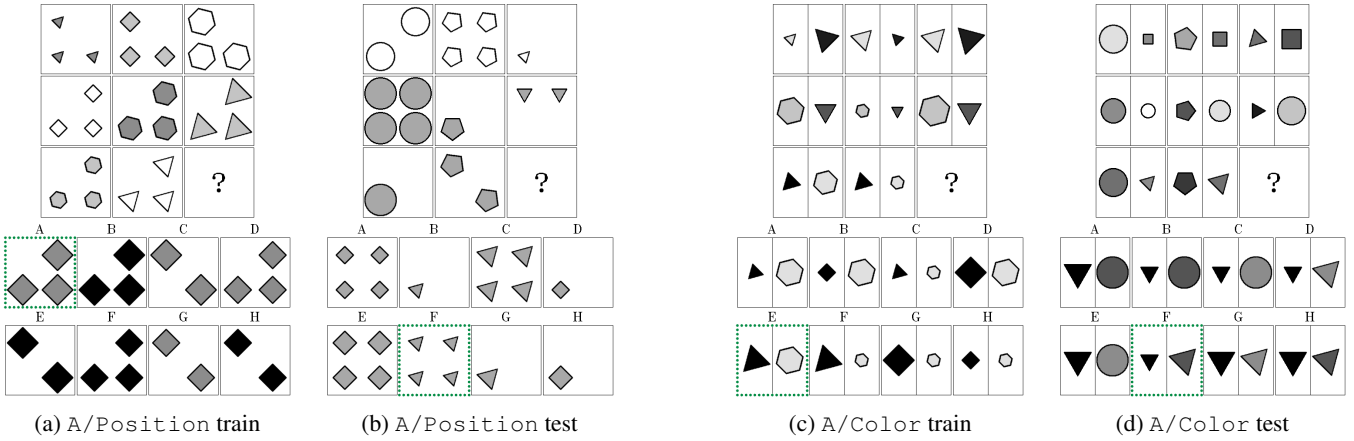 ? ? ? ?
A B C D A B C D A B C D A B C D
E F G H E F G H E F G H E F G H
(a) A/Position train (b) A/Position test (c) A/Color train (d) A/Color test